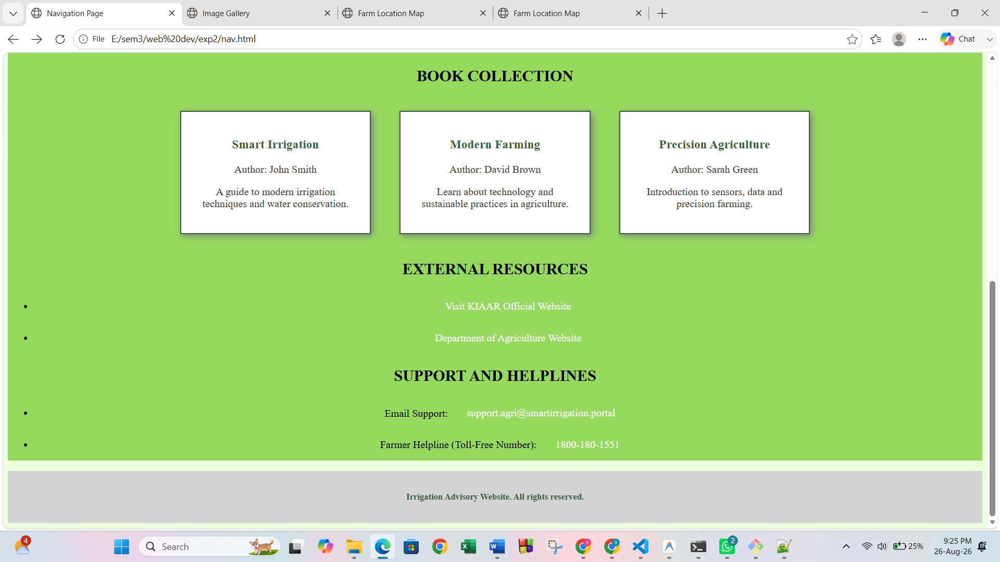 Navigation Page
Image Gallery
Farm Location Map
Farm Location Map
File E:/sem3/web%20dev/exp2/nav.html
Chat
BOOK COLLECTION
Smart Irrigation
Author: John Smith
A guide to modern irrigation
techniques and water conservation.
Modern Farming
Author: David Brown
Learn about technology and
sustainable practices in agriculture.
Precision Agriculture
Author: Sarah Green
Introduction to sensors, data and
precision farming.
EXTERNAL RESOURCES
Visit KIAAR Official Website
Department of Agriculture Website
SUPPORT AND HELPLINES
Email Support: support.agri@smartirrigation.portal
Farmer Helpline (Toll-Free Number): 1800-180-1551
Irrigation Advisory Website. All rights reserved.
4
Search
2
25%
9:25 PM
26-Aug-26